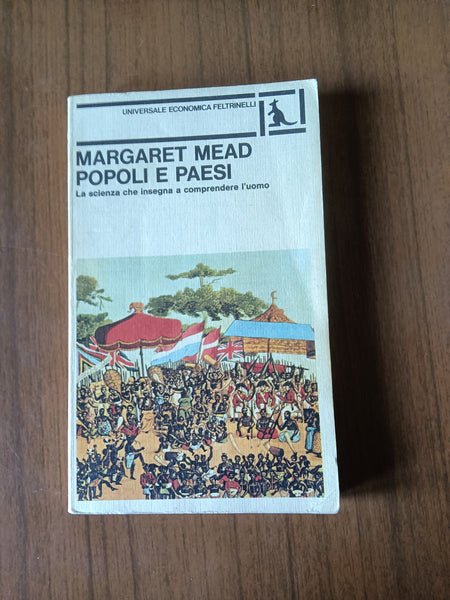 UNIVERSALE ECONOMICA FELTRINELLI
MARGARET MEAD
POPOLI E PAESI
La scienza che insegna a comprendere l'uomo